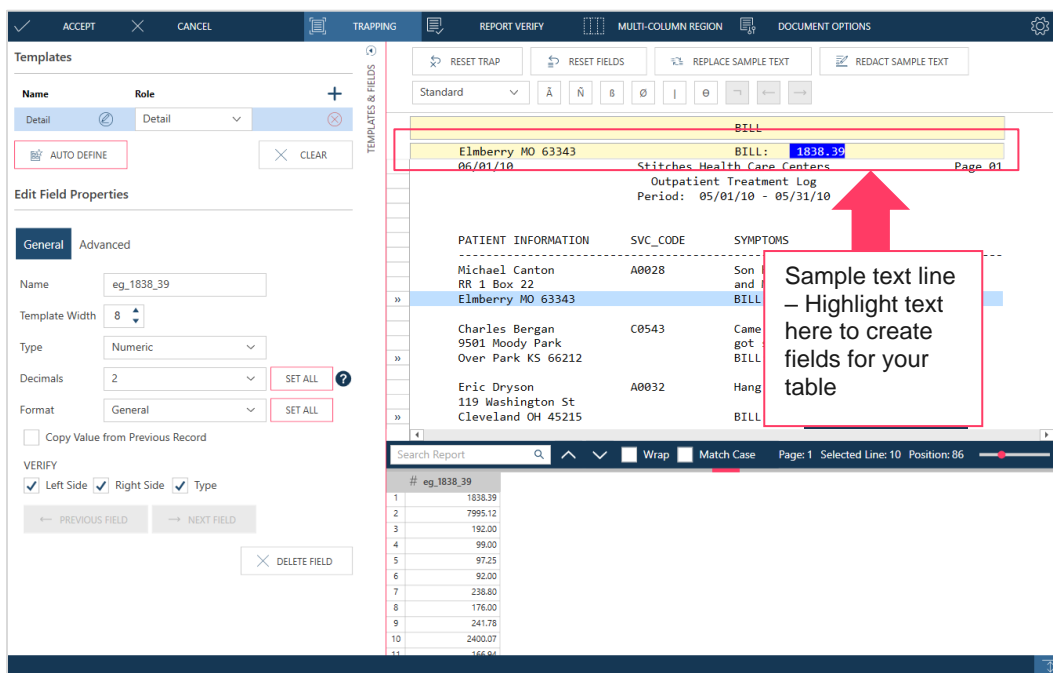 ACCEPT CANCEL TRAPPING REPORT VERIFY MULTI-COLUMN REGION DOCUMENT OPTIONS
Templates
Name Role
Detail Detail
AUTO DEFINE CLEAR
Edit Field Properties
General Advanced
Name eg_1838_39
Template Width 8
Type Numeric
Decimals 2 SET ALL ?
Format General SET ALL
Copy Value from Previous Record
VERIFY
Left Side Right Side Type
← PREVIOUS FIELD → NEXT FIELD
DELETE FIELD
TEMPLATES & FIELDS
RESET TRAP RESET FIELDS REPLACE SAMPLE TEXT REDACT SAMPLE TEXT
Standard Ã Ñ ß Ø | ¬ ← →
BILL
Elmberry MO 63343 BILL: 1838.39
06/01/10 Stitches Health Care Centers Page 01
Outpatient Treatment Log
Period: 05/01/10 - 05/31/10
PATIENT INFORMATION SVC_CODE SYMPTOMS
Michael Canton A0028 Son
RR 1 Box 22 and
» Elmberry MO 63343 BILL
Charles Bergan C0543 Came
9501 Moody Park got
» Over Park KS 66212 BILL
Eric Dryson A0032 Hang
119 Washington St
» Cleveland OH 45215 BILL
Sample text line
– Highlight text
here to create
fields for your
table
Search Report Wrap Match Case Page: 1 Selected Line: 10 Position: 86
# eg_1838_39
1 1838.39
2 7995.12
3 192.00
4 99.00
5 97.25
6 92.00
7 238.80
8 176.00
9 241.78
10 2400.07
11 166.94